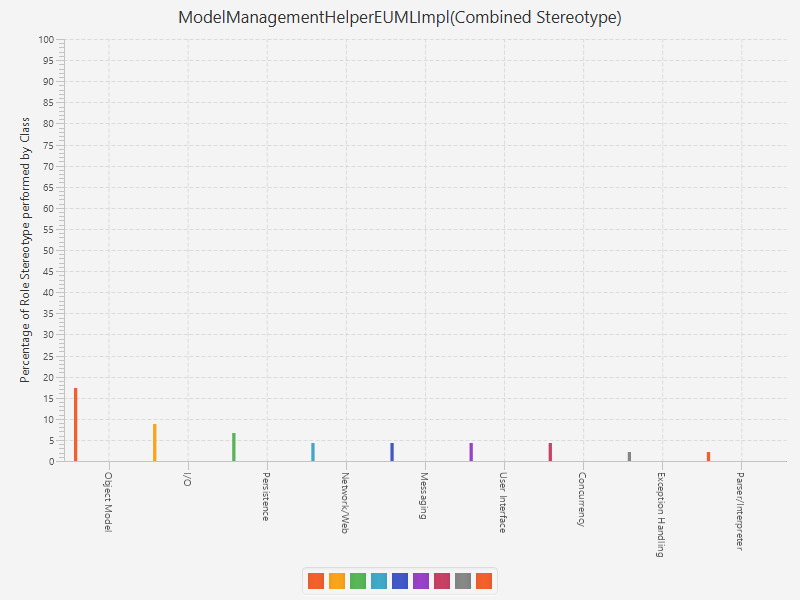 ModelManagementHelperEUMLImpl(Combined Stereotype)
Percentage of Role Stereotype performed by Class
100
95
90
85
80
75
70
65
60
55
50
45
40
35
30
25
20
15
10
5
0
Object Model
I/O
Persistence
Network/Web
Messaging
User Interface
Concurrency
Exception Handling
Parser/Interpreter